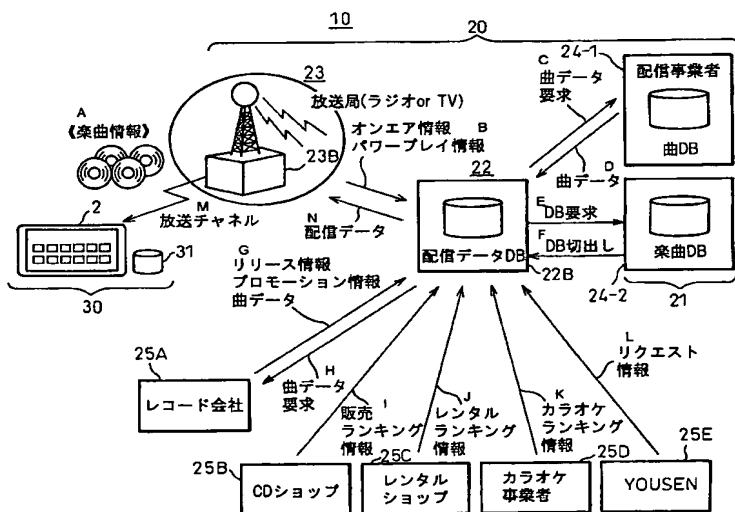 10
20
23
放送局(ラジオor TV)
24-1
配信事業者
曲DB
C
曲データ
要求
A
《楽曲情報》
オンエア情報 B
パワープレイ情報
23B
曲データ D
22
2
M
放送チャネル
N
配信データ
E
DB要求
F
DB切出し
楽曲DB
31
配信データDB
22B
24-2
21
30
G
リリース情報
プロモーション情報
曲データ
25A
レコード会社
H
曲データ
要求
I
販売
ランキング
情報
J
レンタル
ランキング
情報
K
カラオケ
ランキング
情報
L
リクエスト
情報
25B
CDショップ
25C
レンタル
ショップ
25D
カラオケ
事業者
25E
YOUSEN